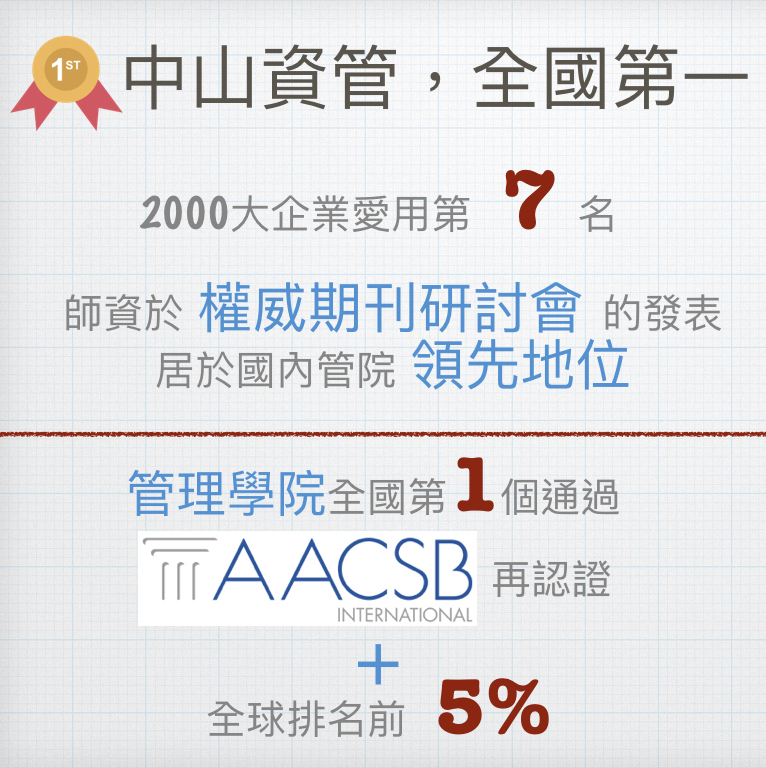 1ST
中山資管，全國第一
2000大企業愛用第 7 名
師資於 權威期刊研討會 的發表
居於國內管院 領先地位
管理學院全國第1個通過
AACSB
INTERNATIONAL
再認證
+
全球排名前 5%